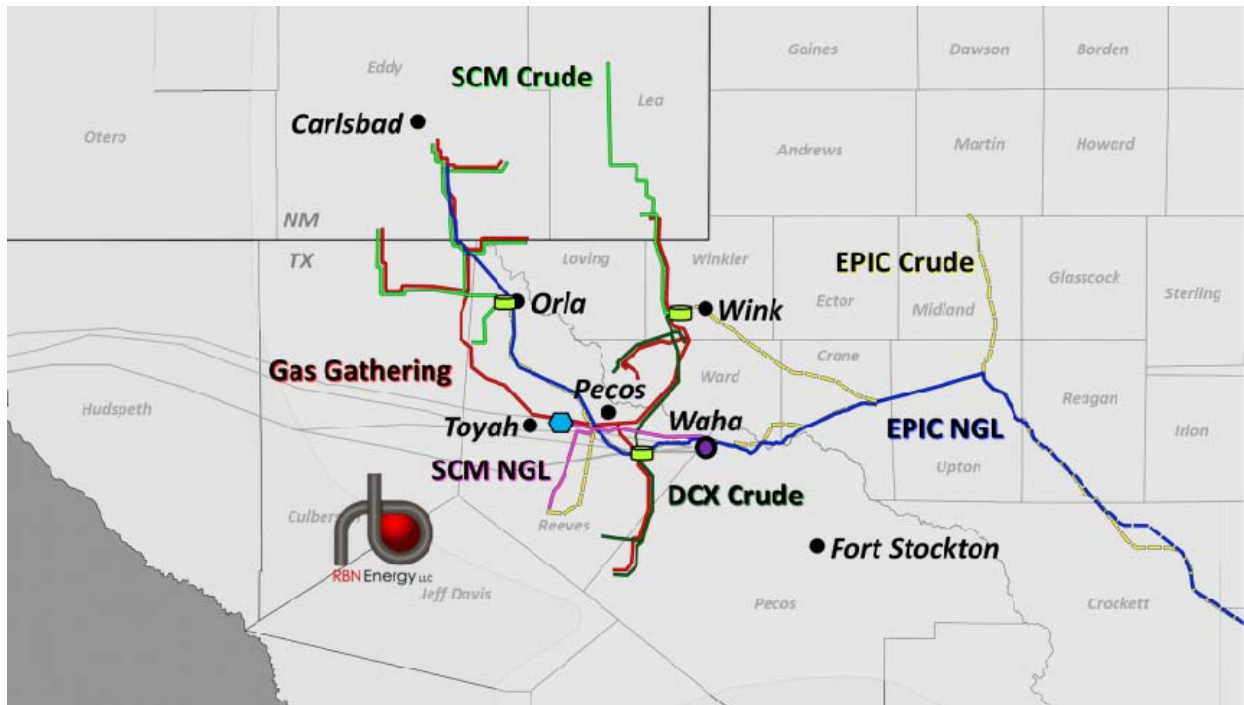 Gaines
Dawson
Borden
Eddy
SCM Crude
Lea
Carlsbad
Otero
Andrews
Martin
Howard
NM
TX
Loving
Winkler
EPIC Crude
Glasscock
Sterling
Orla
Wink
Ector
Midland
Crane
Gas Gathering
Ward
Pecos
Reagan
Hudspeth
Toyah
Waha
EPIC NGL
Irion
SCM NGL
Upton
DCX Crude
Culberson
Reeves
Fort Stockton
RBN Energy LLC
Jeff Davis
Pecos
Crockett